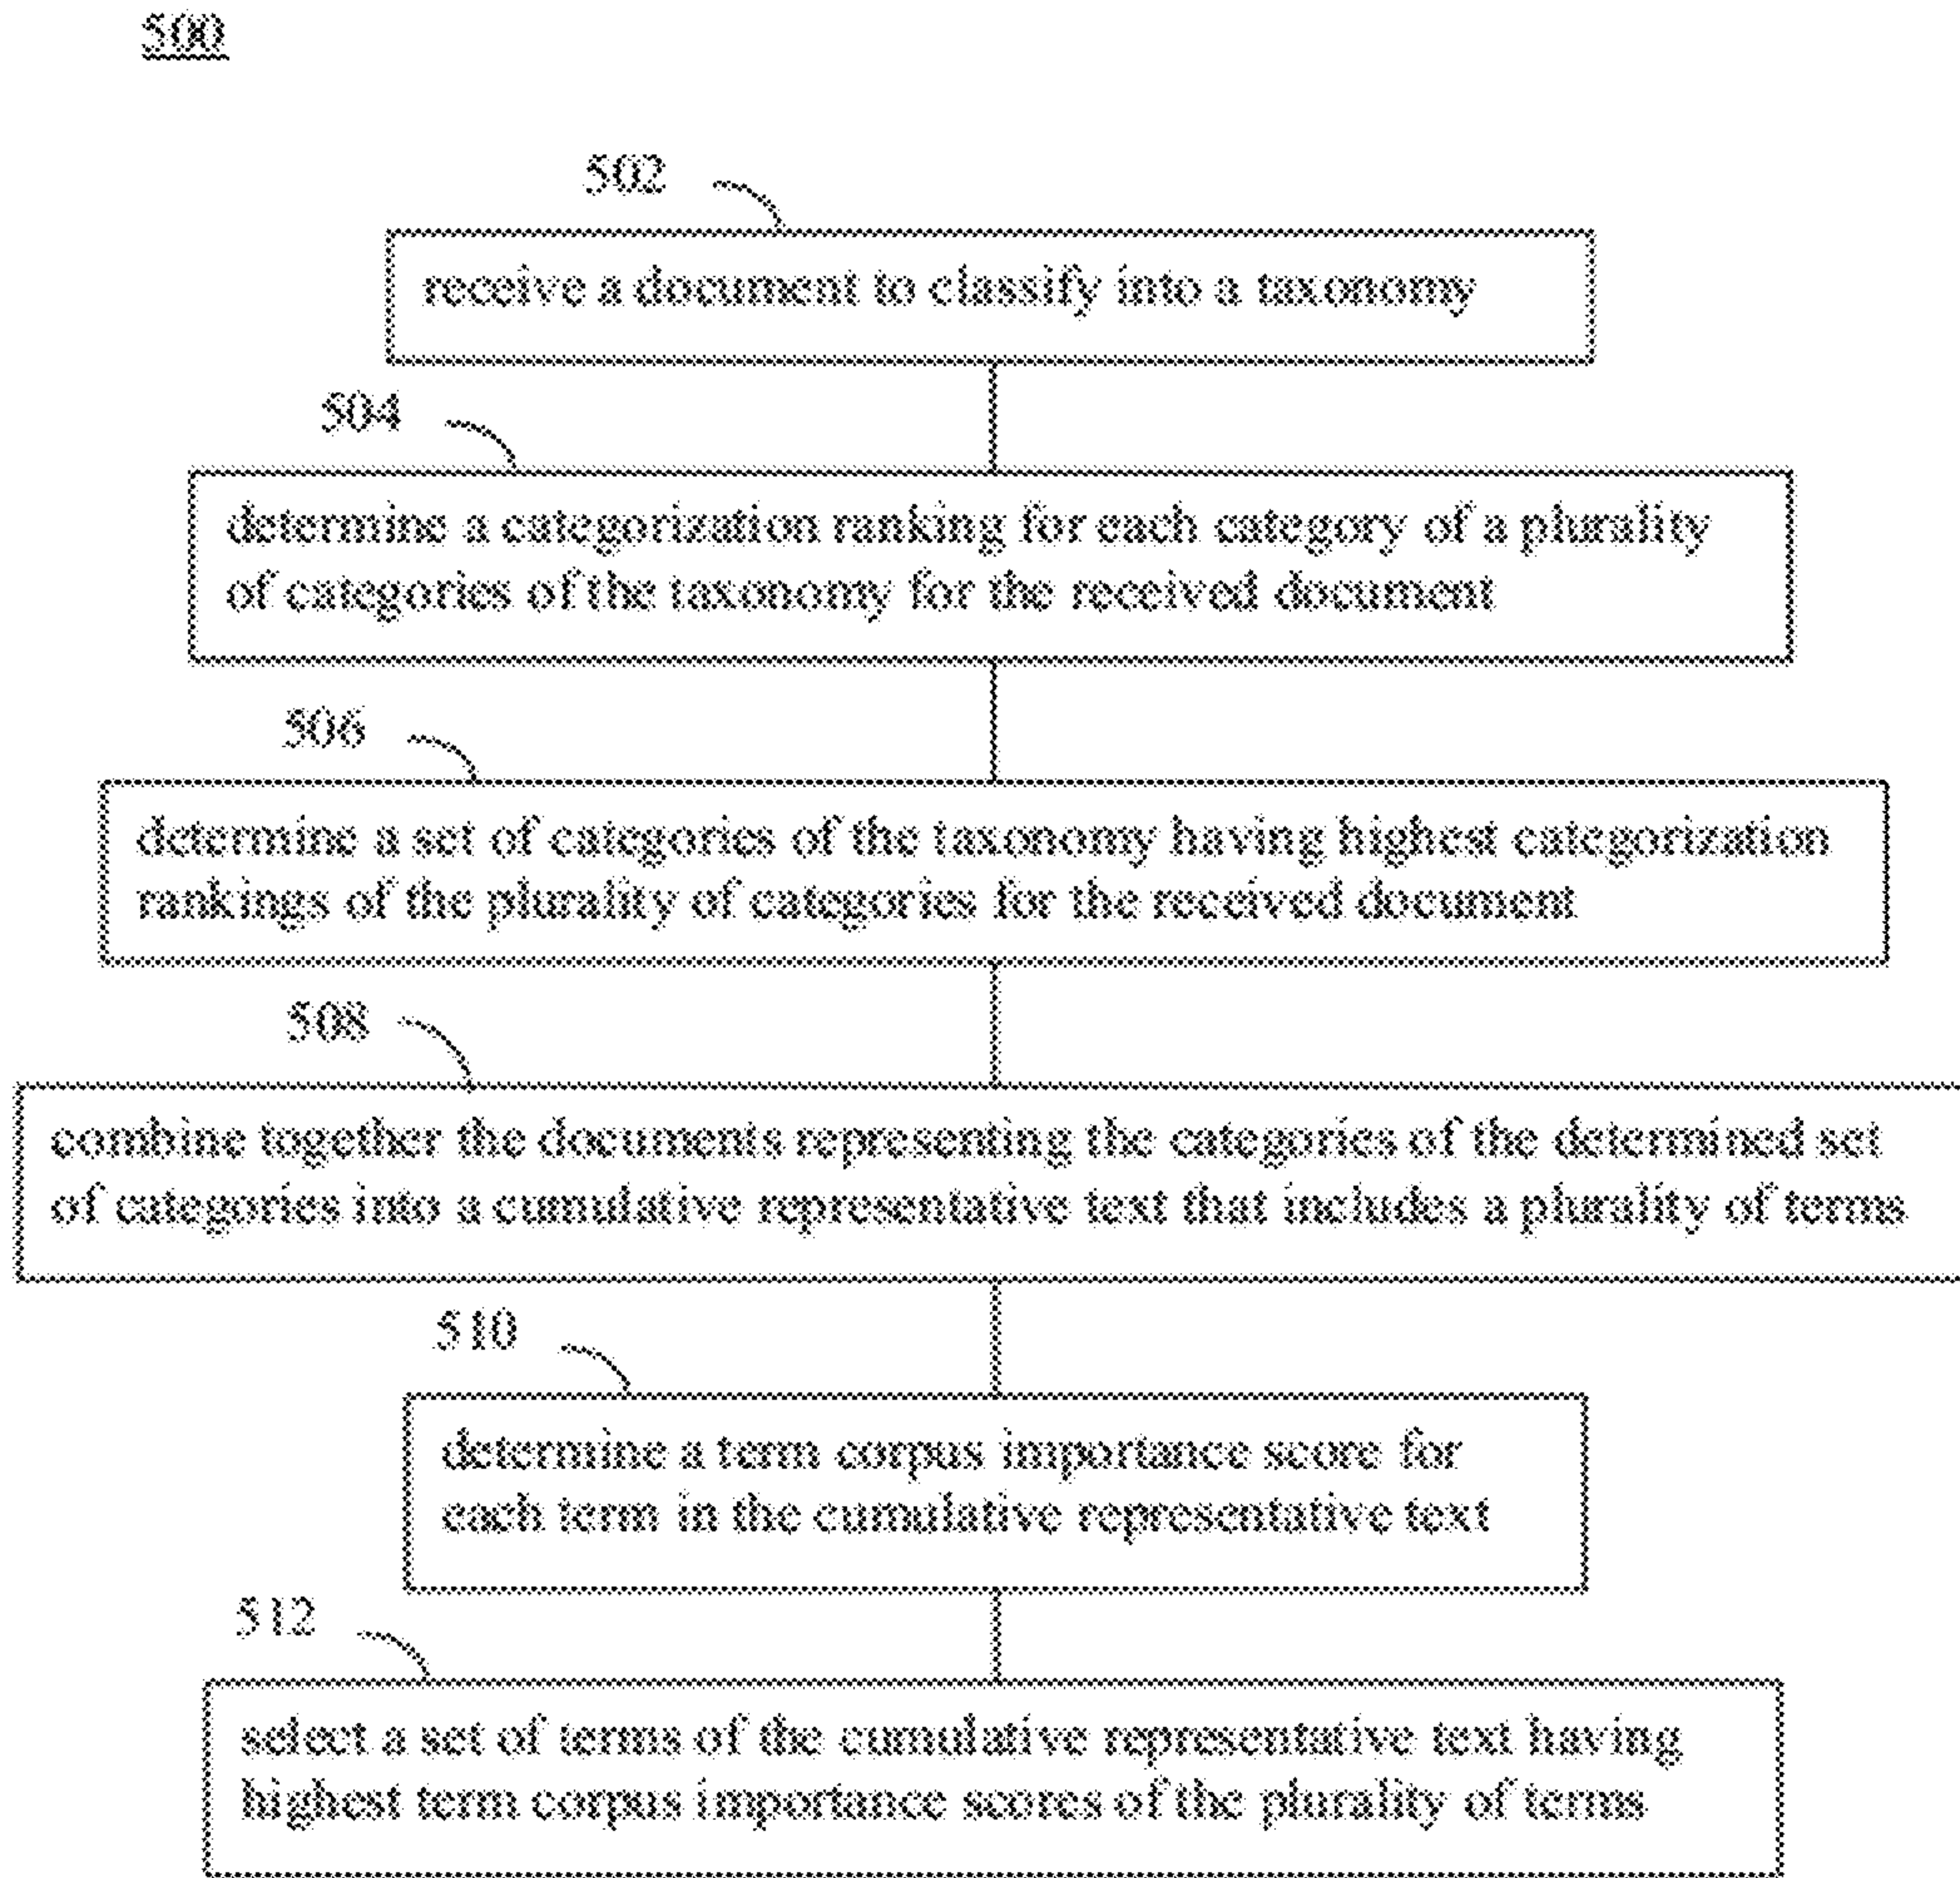 500
502
receive a document to classify into a taxonomy
504
determine a categorization ranking for each category of a plurality
of categories of the taxonomy for the received document
506
determine a set of categories of the taxonomy having highest categorization
rankings of the plurality of categories for the received document
508
combine together the documents representing the categories of the determined set
of categories into a cumulative representative text that includes a plurality of terms
510
determine a term corpus importance score for
each term in the cumulative representative text
512
select a set of terms of the cumulative representative text having
highest term corpus importance scores of the plurality of terms